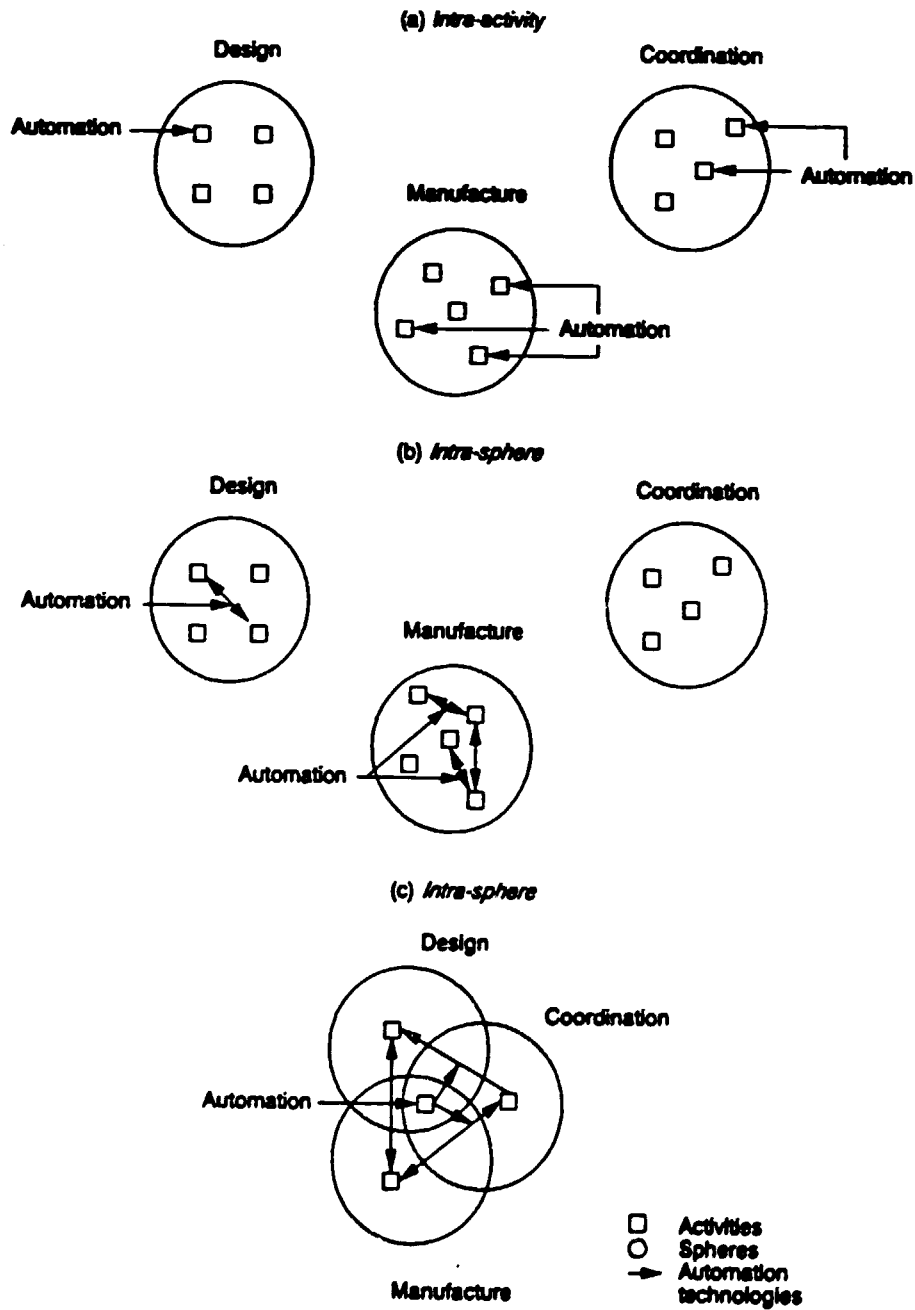 (a) Intra-activity
Design
Coordination
Automation
Automation
Manufacture
Automation
(b) Intra-sphere
Design
Coordination
Automation
Manufacture
Automation
(c) Intra-sphere
Design
Coordination
Automation
Manufacture
Activities
Spheres
Automation
technologies